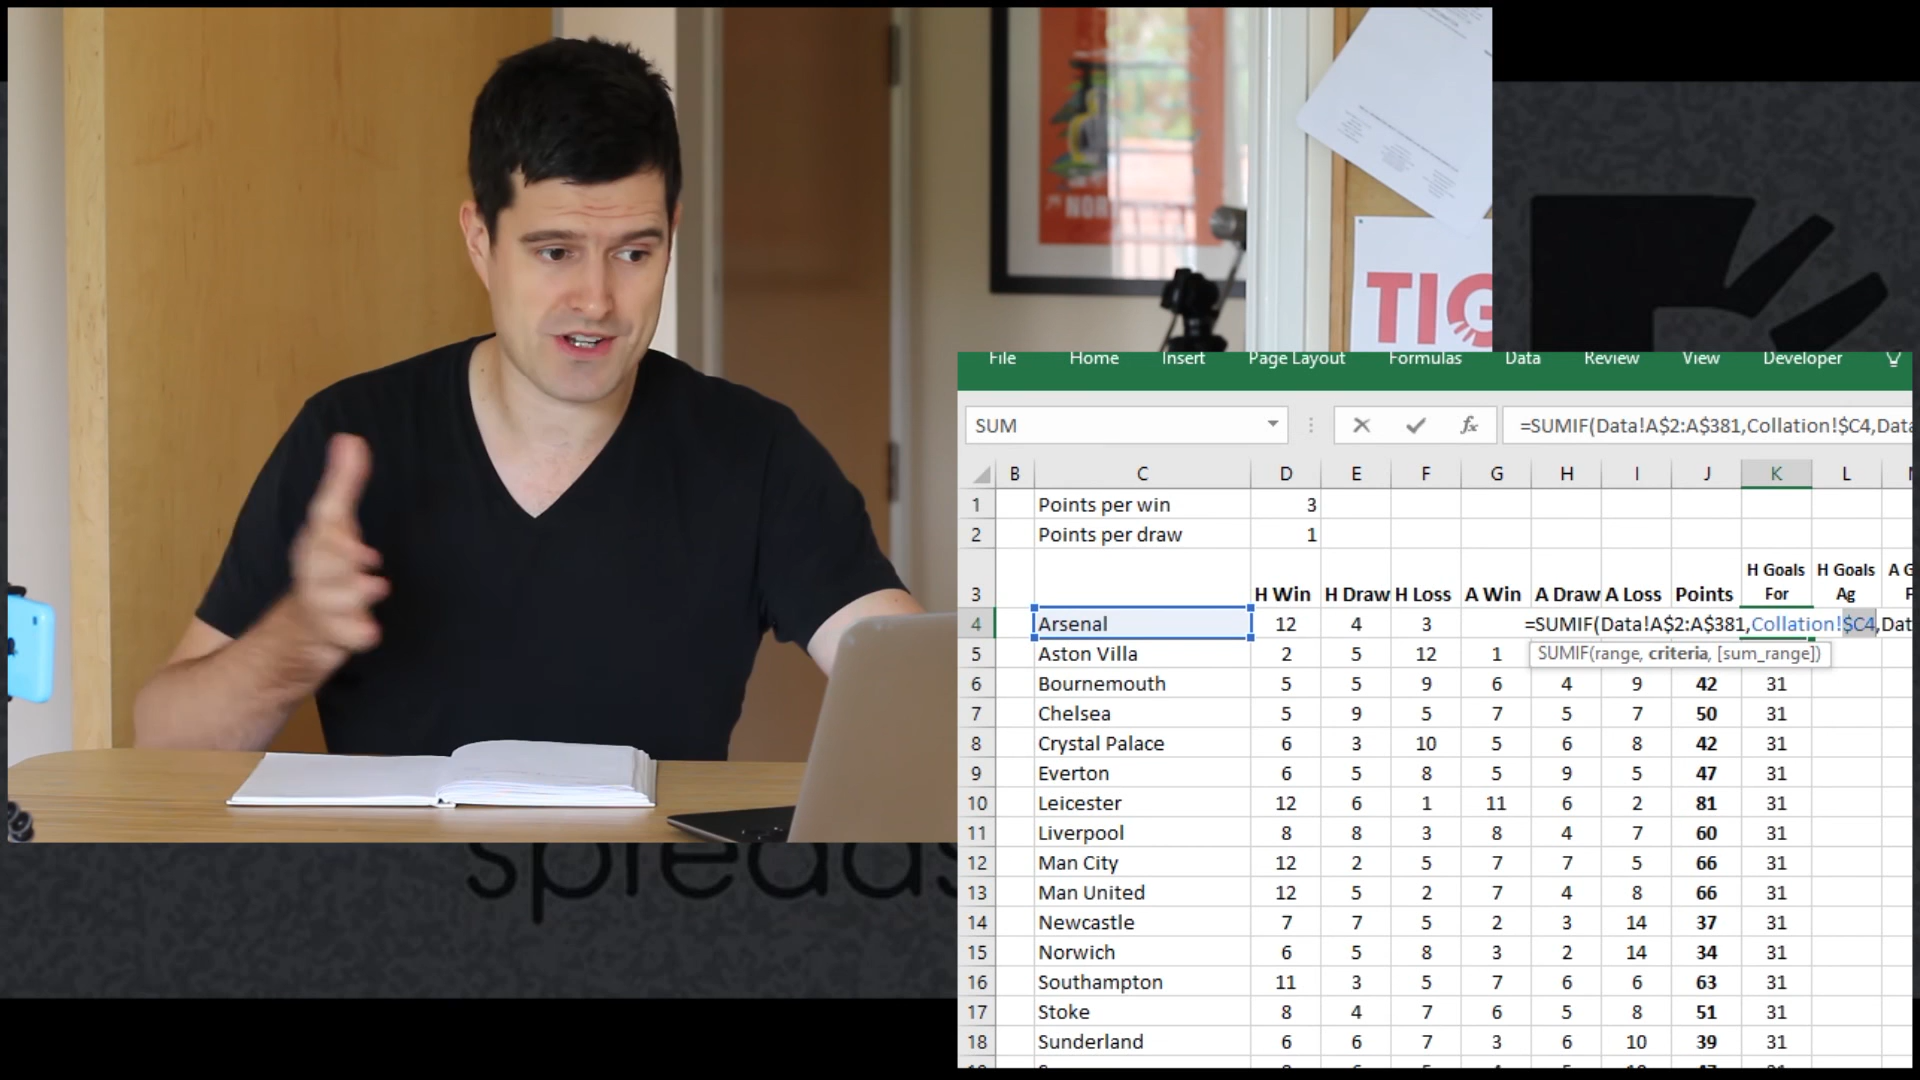 NOR
TIG
File Home Insert Page Layout Formulas Data Review View Developer
SUM =SUMIF(Data!A$2:A$381,Collation!$C4,Data
B C D E F G H I J K L
1 Points per win 3
2 Points per draw 1
3 H Win H Draw H Loss A Win A Draw A Loss Points H Goals For H Goals Ag A G
4 Arsenal 12 4 3 =SUMIF(Data!A$2:A$381,Collation!$C4,Dat
5 Aston Villa 2 5 12 1 SUMIF(range, criteria, [sum_range])
6 Bournemouth 5 5 9 6 4 9 42 31
7 Chelsea 5 9 5 7 5 7 50 31
8 Crystal Palace 6 3 10 5 6 8 42 31
9 Everton 6 5 8 5 9 5 47 31
10 Leicester 12 6 1 11 6 2 81 31
11 Liverpool 8 8 3 8 4 7 60 31
12 Man City 12 2 5 7 7 5 66 31
13 Man United 12 5 2 7 4 8 66 31
14 Newcastle 7 7 5 2 3 14 37 31
15 Norwich 6 5 8 3 2 14 34 31
16 Southampton 11 3 5 7 6 6 63 31
17 Stoke 8 4 7 6 5 8 51 31
18 Sunderland 6 6 7 3 6 10 39 31
spreads